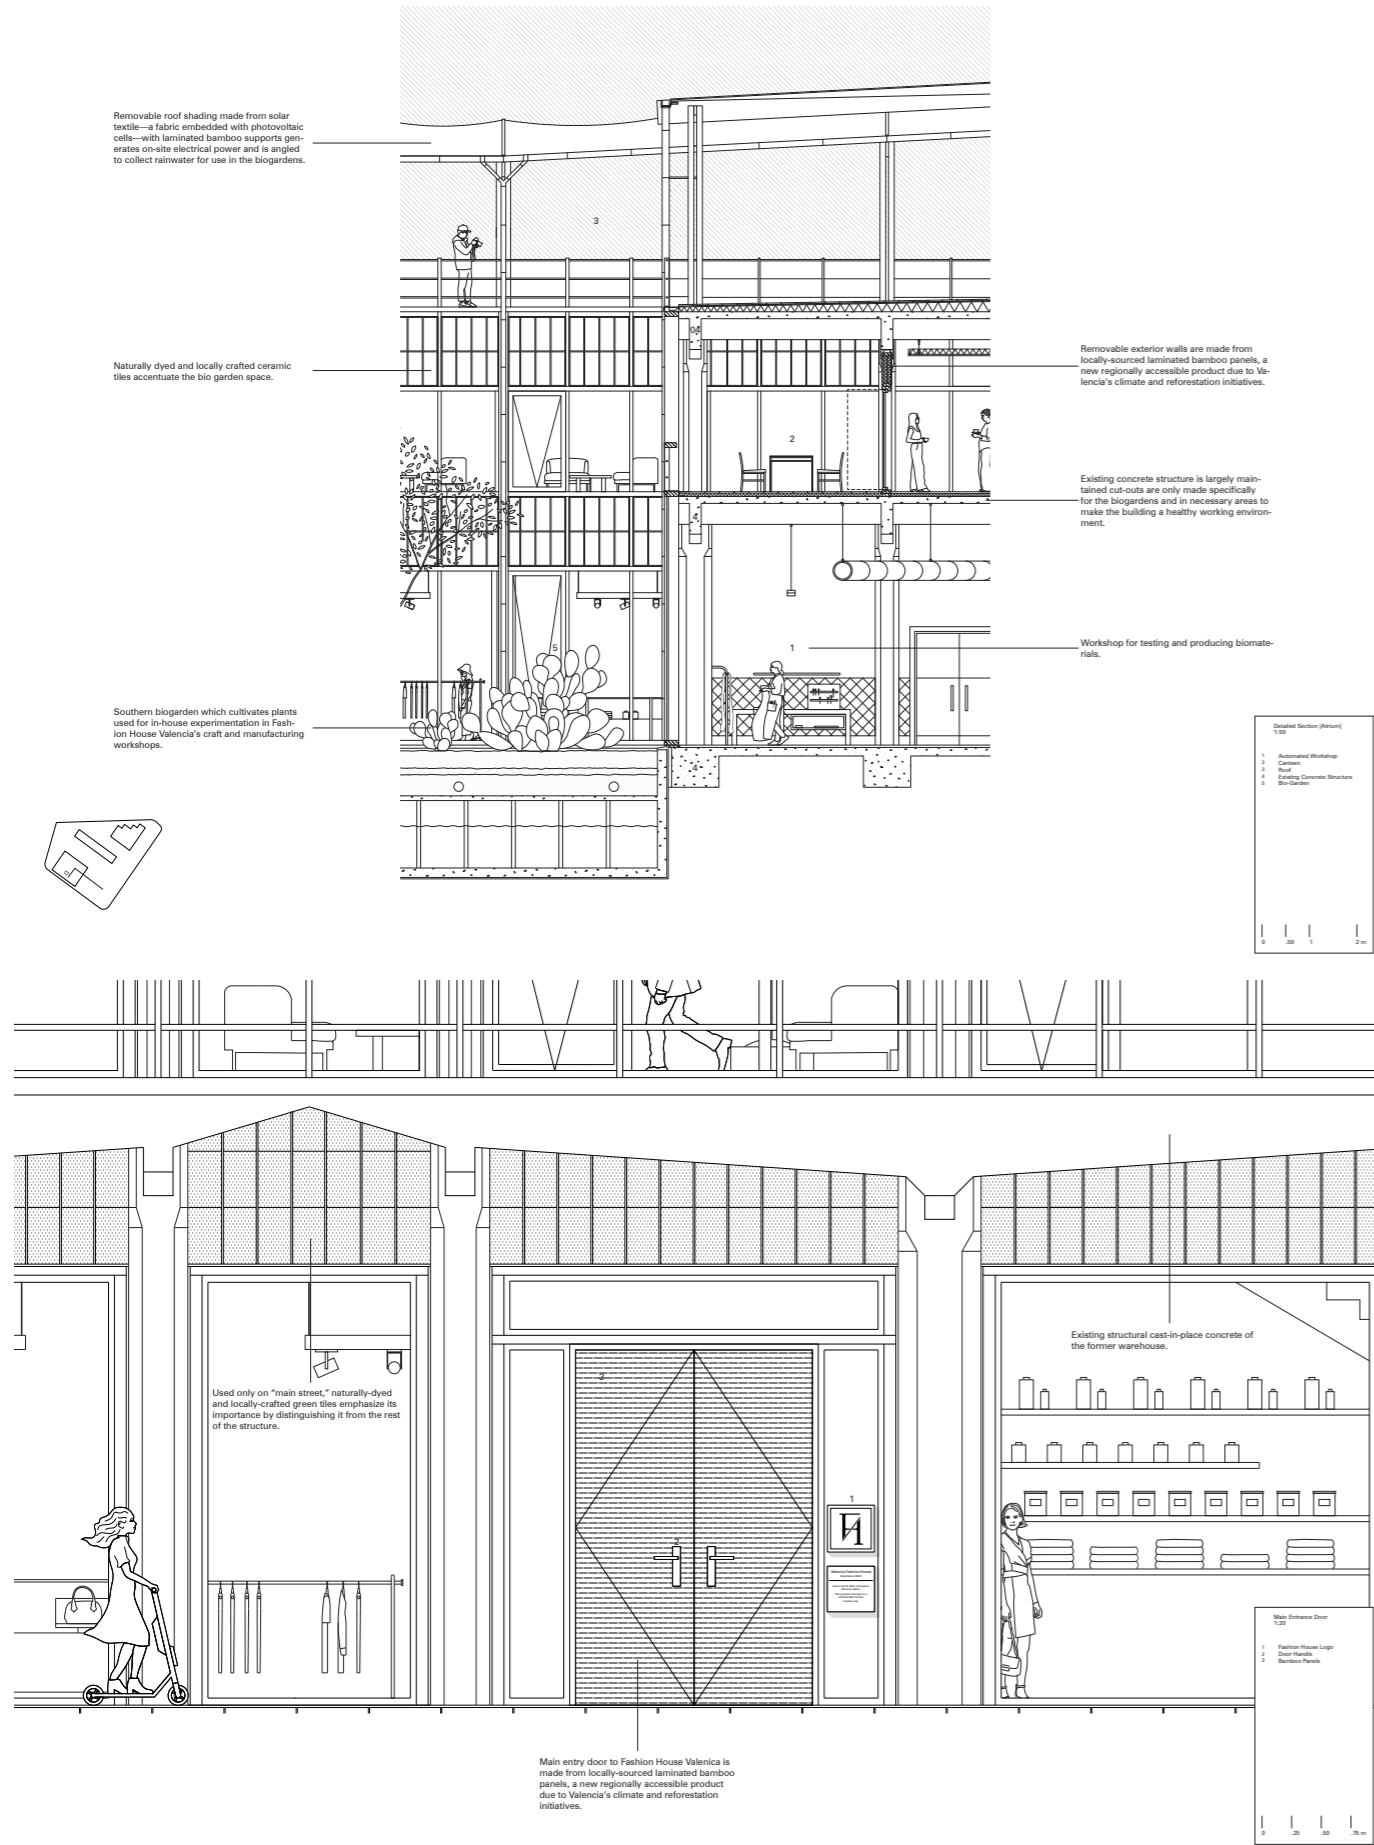 Removable roof shading made from solar
textile—a fabric embedded with photovoltaic
cells—with laminated bamboo supports gen-
erates on-site electrical power and is angled
to collect rainwater for use in the biogardens.
3
Naturally dyed and locally crafted ceramic
tiles accentuate the bio garden space.
04
Removable exterior walls are made from
locally-sourced laminated bamboo panels, a
new regionally accessible product due to Va-
lencia's climate and reforestation initiatives.
2
Existing concrete structure is largely main-
tained cut-outs are only made specifically
for the biogardens and in necessary areas to
make the building a healthy working environ-
ment.
4
5
1
Workshop for testing and producing biomate-
rials.
Southern biogarden which cultivates plants
used for in-house experimentation in Fash-
ion House Valencia's craft and manufacturing
workshops.
4
Detailed Section [Atrium]
1:50
1 Automated Workshop
2 Canteen
3 Roof
4 Existing Concrete Structure
5 Bio-Garden
0 .50 1 2 m
Existing structural cast-in-place concrete of
the former warehouse.
3
Used only on "main street," naturally-dyed
and locally-crafted green tiles emphasize its
importance by distinguishing it from the rest
of the structure.
1
FA
2
Valencia Fashion House
Main Entrance Door
1:20
1 Fashion House Logo
2 Door Handle
3 Bamboo Panels
Main entry door to Fashion House Valenica is
made from locally-sourced laminated bamboo
panels, a new regionally accessible product
due to Valencia's climate and reforestation
initiatives.
0 .25 .50 .75 m